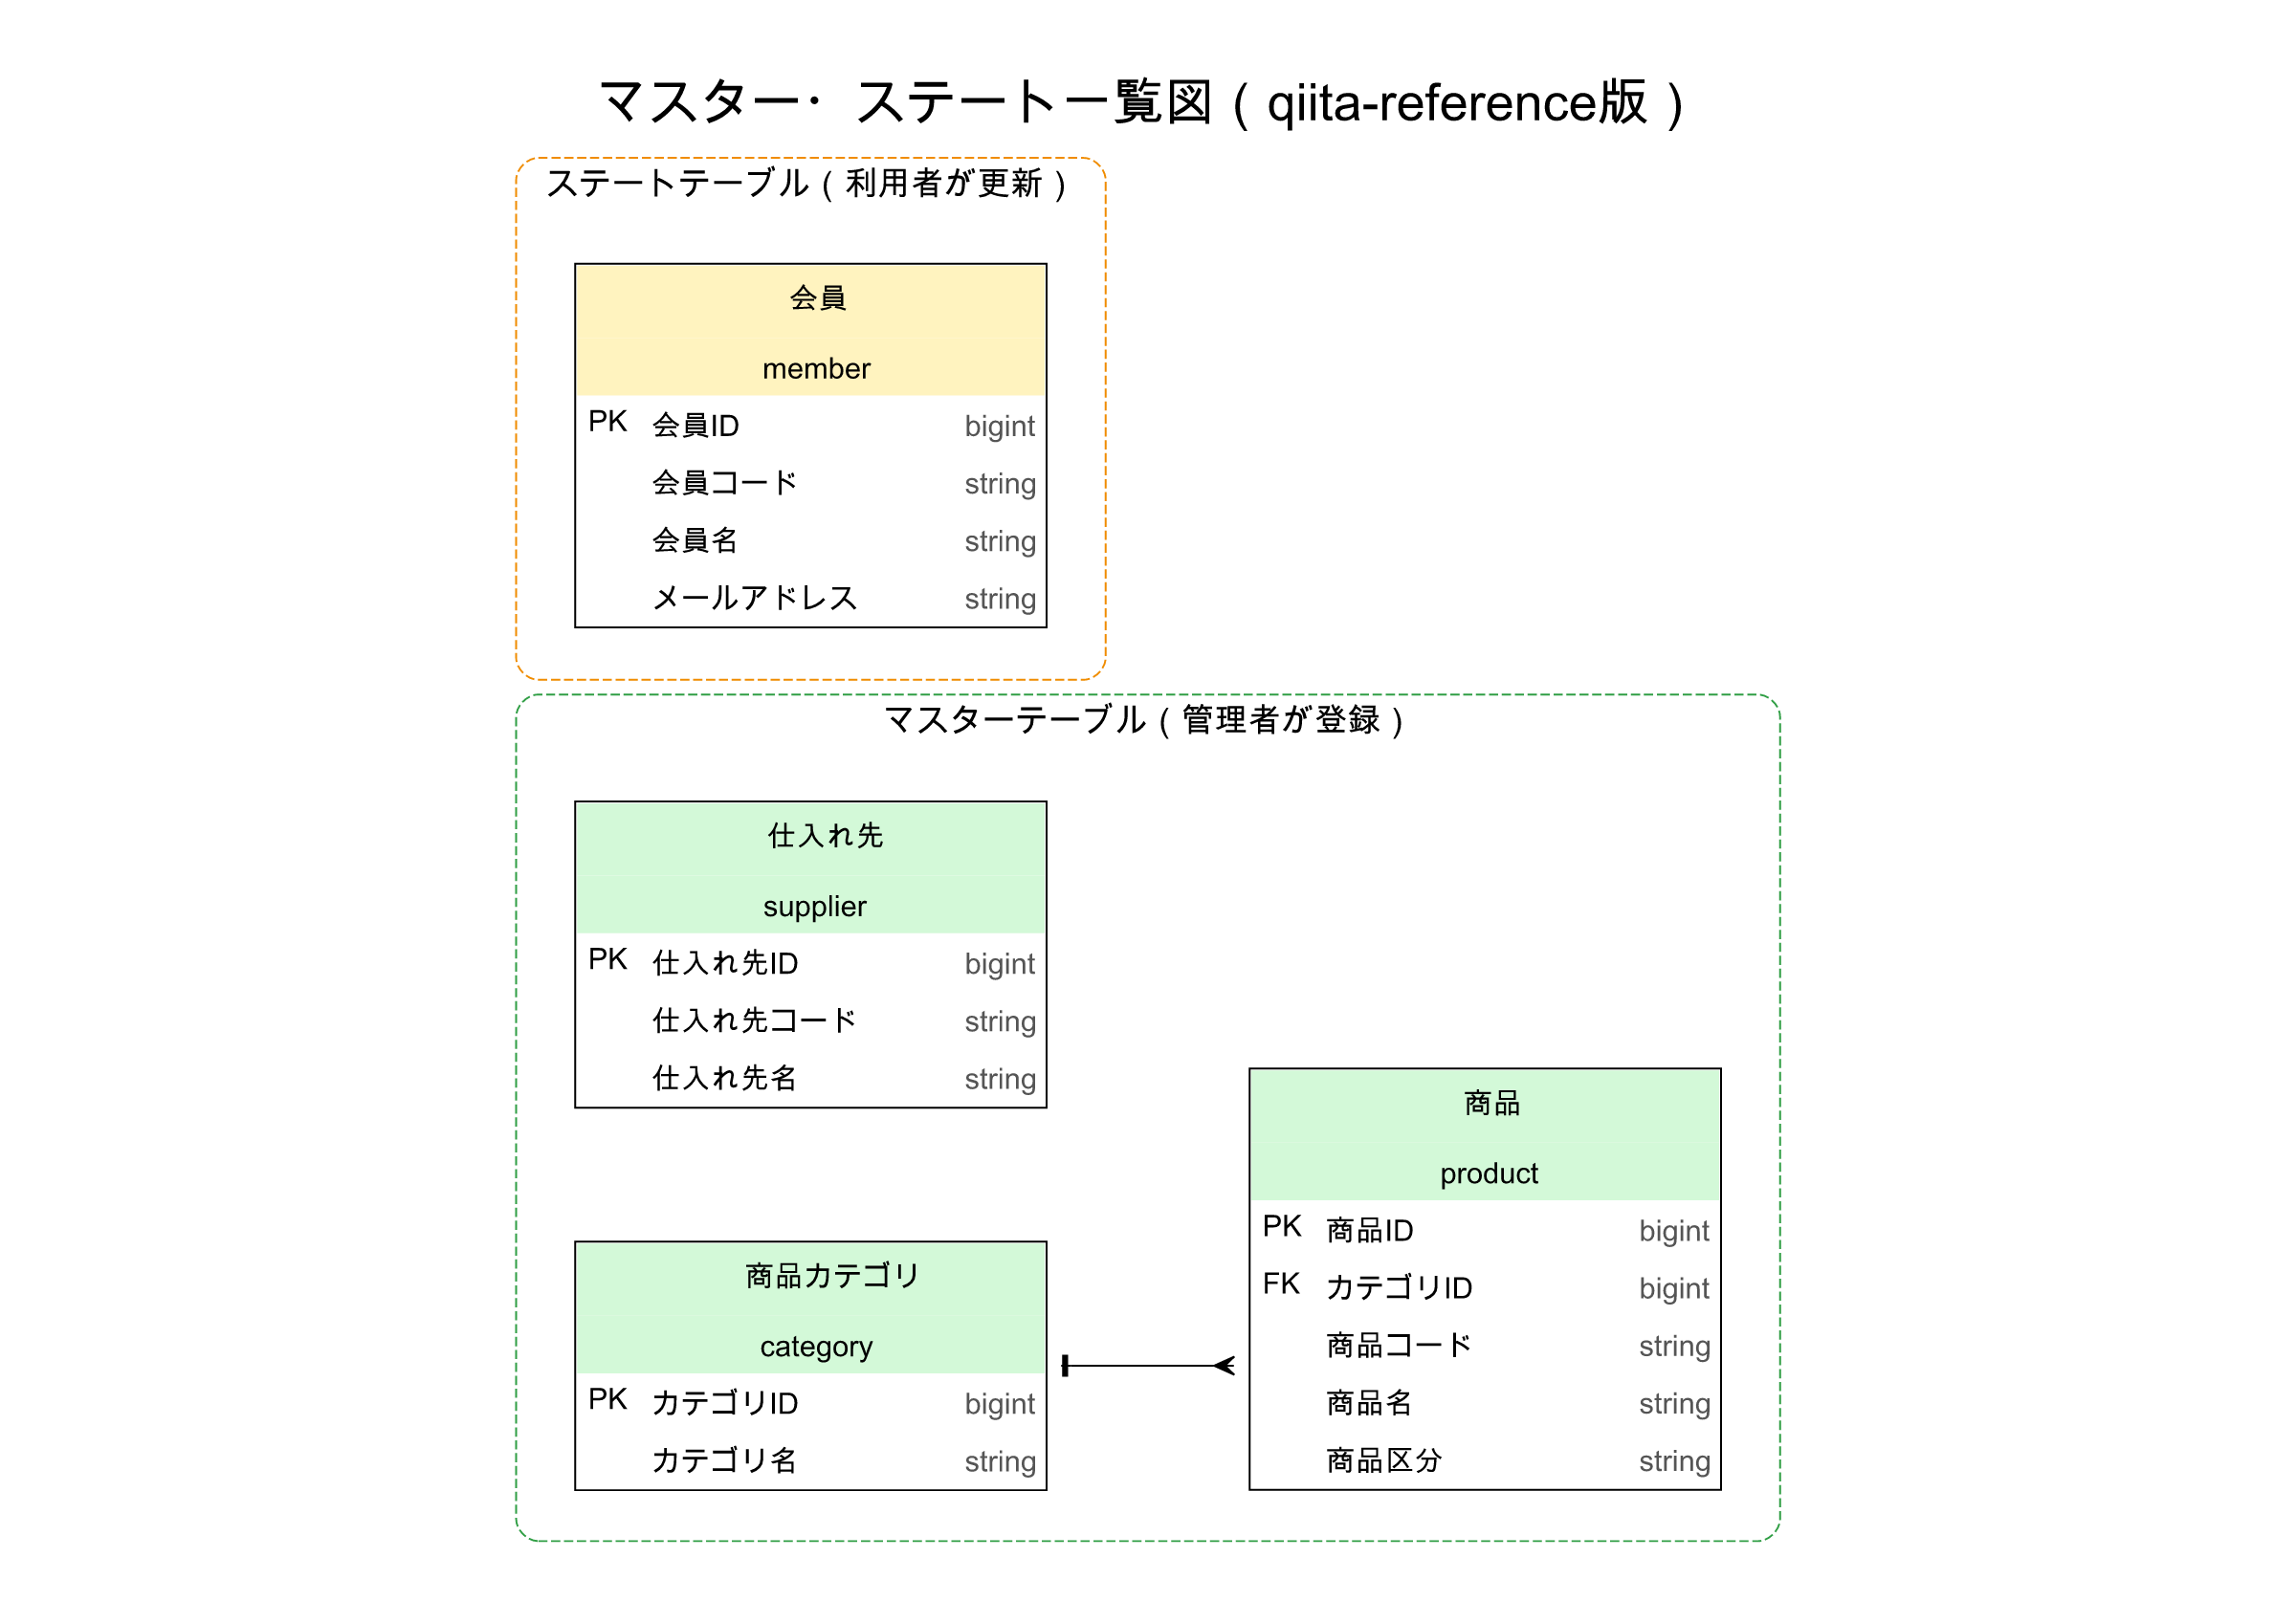 マスター・ステート一覧図（qiita-reference版）
ステートテーブル（利用者が更新）
会員
member
PK 会員ID bigint
会員コード string
会員名 string
メールアドレス string
マスターテーブル（管理者が登録）
仕入れ先
supplier
PK 仕入れ先ID bigint
仕入れ先コード string
仕入れ先名 string
商品カテゴリ
category
PK カテゴリID bigint
カテゴリ名 string
商品
product
PK 商品ID bigint
FK カテゴリID bigint
商品コード string
商品名 string
商品区分 string